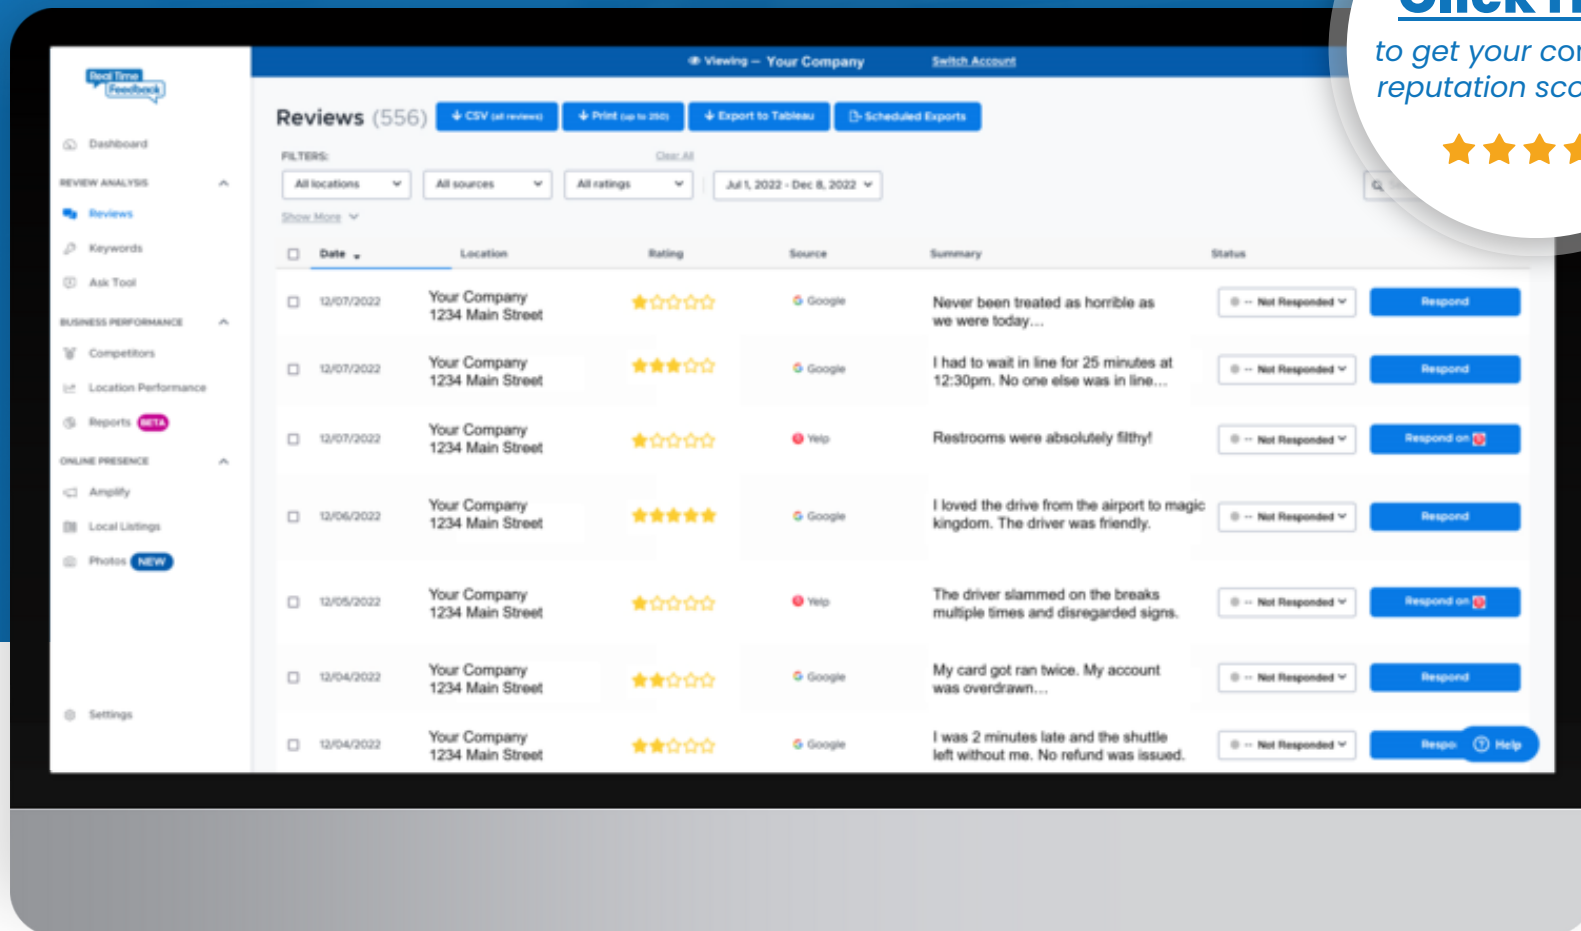 Click
to get your
reputation
Real Time
Feedback
Viewing – Your Company
Switch Account
Dashboard
REVIEW ANALYSIS
Reviews
Keywords
Ask Tool
BUSINESS PERFORMANCE
Competitors
Location Performance
Reports BETA
ONLINE PRESENCE
Amplify
Local Listings
Photos NEW
Settings
Reviews (556)
CSV (all reviews)
Print (up to 250)
Export to Tableau
Scheduled Exports
FILTERS:
Clear All
All locations
All sources
All ratings
Jul 1, 2022 - Dec 8, 2022
Show More
Date Location Rating Source Summary Status
12/07/2022
Your Company
1234 Main Street
Google
Never been treated as horrible as
we were today...
-- Not Responded
Respond
12/07/2022
Your Company
1234 Main Street
Google
I had to wait in line for 25 minutes at
12:30pm. No one else was in line...
-- Not Responded
Respond
12/07/2022
Your Company
1234 Main Street
Yelp
Restrooms were absolutely filthy!
-- Not Responded
Respond on
12/06/2022
Your Company
1234 Main Street
Google
I loved the drive from the airport to magic
kingdom. The driver was friendly.
-- Not Responded
Respond
12/05/2022
Your Company
1234 Main Street
Yelp
The driver slammed on the breaks
multiple times and disregarded signs.
-- Not Responded
Respond on
12/04/2022
Your Company
1234 Main Street
Google
My card got ran twice. My account
was overdrawn...
-- Not Responded
Respond
12/04/2022
Your Company
1234 Main Street
Google
I was 2 minutes late and the shuttle
left without me. No refund was issued.
-- Not Responded
Respo
Help